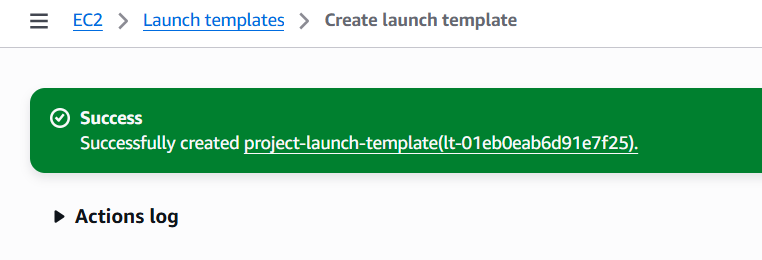 EC2 > Launch templates > Create launch template
Success
Successfully created project-launch-template(lt-01eb0eab6d91e7f25).
Actions log